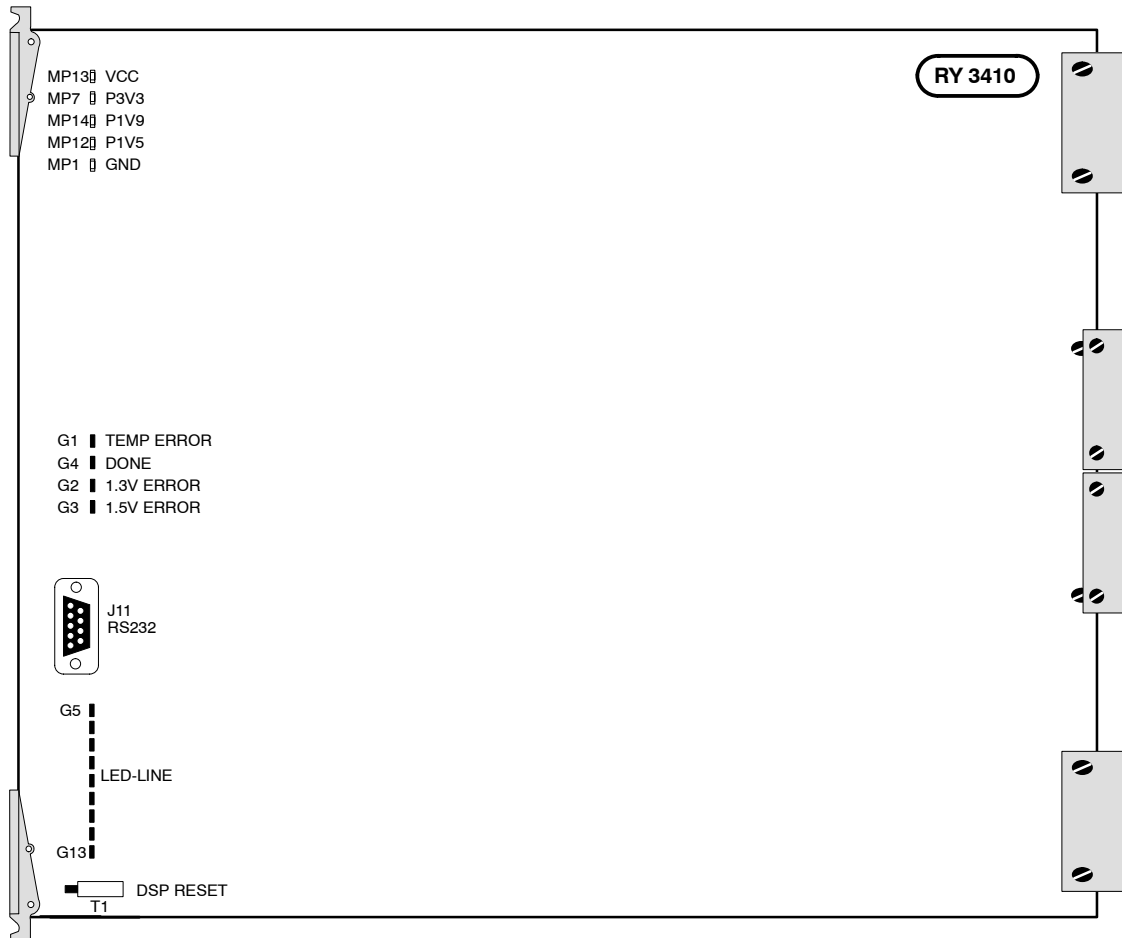 RY 3410
MP13 VCC
MP7 P3V3
MP14 P1V9
MP12 P1V5
MP1 GND
G1 TEMP ERROR
G4 DONE
G2 1.3V ERROR
G3 1.5V ERROR
J11
RS232
G5
LED-LINE
G13
DSP RESET
T1